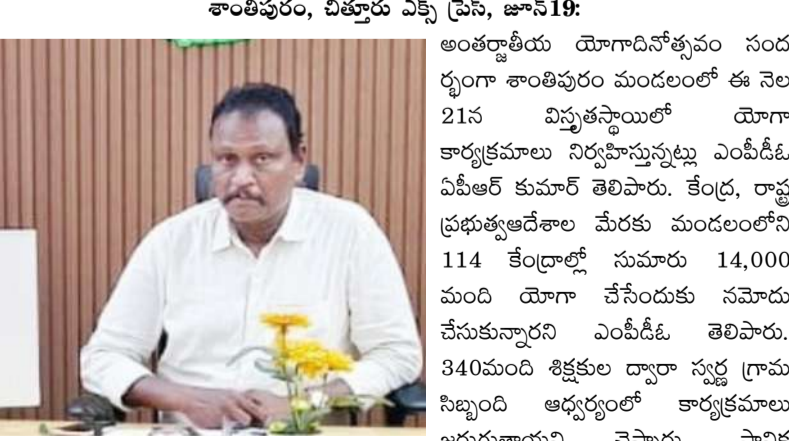 శాంతిపురం, చిత్తూరు ఎక్స్ ప్రెస్, జూన్19:
అంతర్జాతీయ యోగాదినోత్సవం సంద
ర్భంగా శాంతిపురం మండలంలో ఈ నెల
21న విస్తృతస్థాయిలో యోగా
కార్యక్రమాలు నిర్వహిస్తున్నట్లు ఎంపీడీఓ
ఏపీఆర్ కుమార్ తెలిపారు. కేంద్ర, రాష్ట్ర
ప్రభుత్వఆదేశాల మేరకు మండలంలోని
114 కేంద్రాల్లో సుమారు 14,000
మంది యోగా చేసేందుకు నమోదు
చేసుకున్నారని ఎంపీడీఓ తెలిపారు.
340మంది శిక్షకుల ద్వారా స్వర్ణ గ్రామ
సిబ్బంది ఆధ్వర్యంలో కార్యక్రమాలు